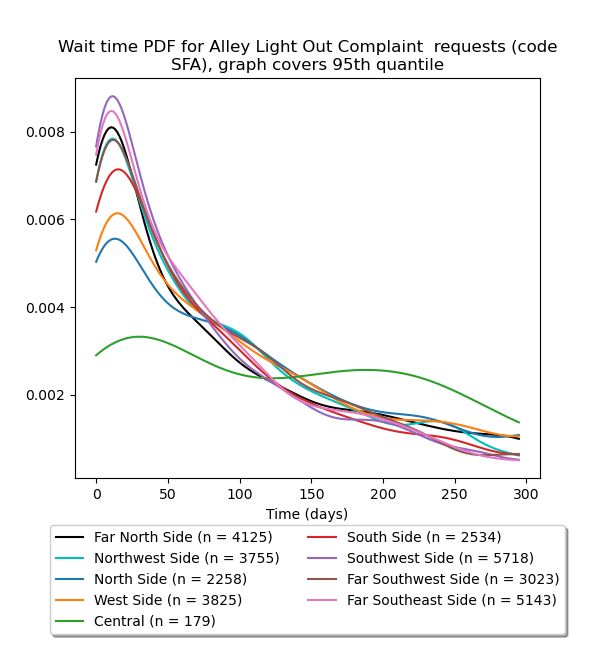 Wait time PDF for Alley Light Out Complaint  requests (code
SFA), graph covers 95th quantile
0.008
0.006
0.004
0.002
0 50 100 150 200 250 300
Time (days)
Far North Side (n = 4125)
Northwest Side (n = 3755)
North Side (n = 2258)
West Side (n = 3825)
Central (n = 179)
South Side (n = 2534)
Southwest Side (n = 5718)
Far Southwest Side (n = 3023)
Far Southeast Side (n = 5143)